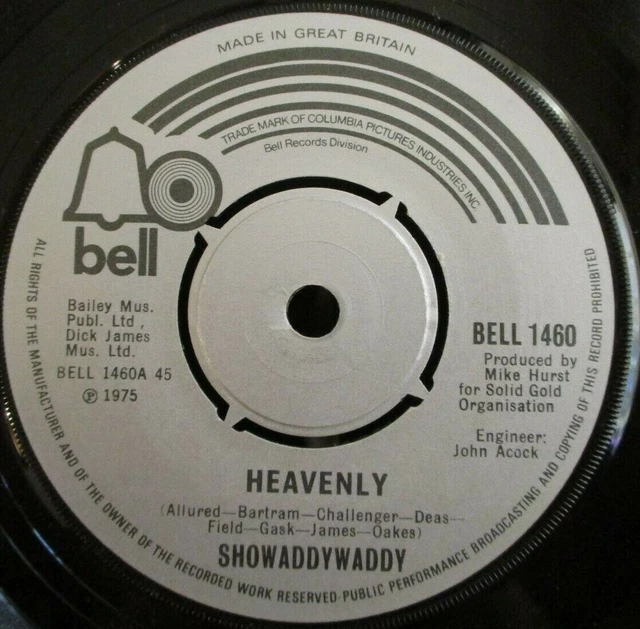 MADE IN GREAT BRITAIN
TRADE MARK OF COLUMBIA PICTURES INDUSTRIES INC
Bell Records Division
bell
Bailey Mus.
Publ. Ltd,
Dick James
Mus. Ltd.
BELL 1460A 45
℗ 1975
BELL 1460
Produced by
Mike Hurst
for Solid Gold
Organisation
Engineer:
John Acock
HEAVENLY
(Allured—Bartram—Challenger—Deas—
Field—Gask—James—Oakes)
SHOWADDYWADDY
ALL RIGHTS OF THE MANUFACTURER AND OF THE OWNER OF THE RECORDED WORK RESERVED·PUBLIC PERFORMANCE BROADCASTING AND COPYING OF THIS RECORD PROHIBITED